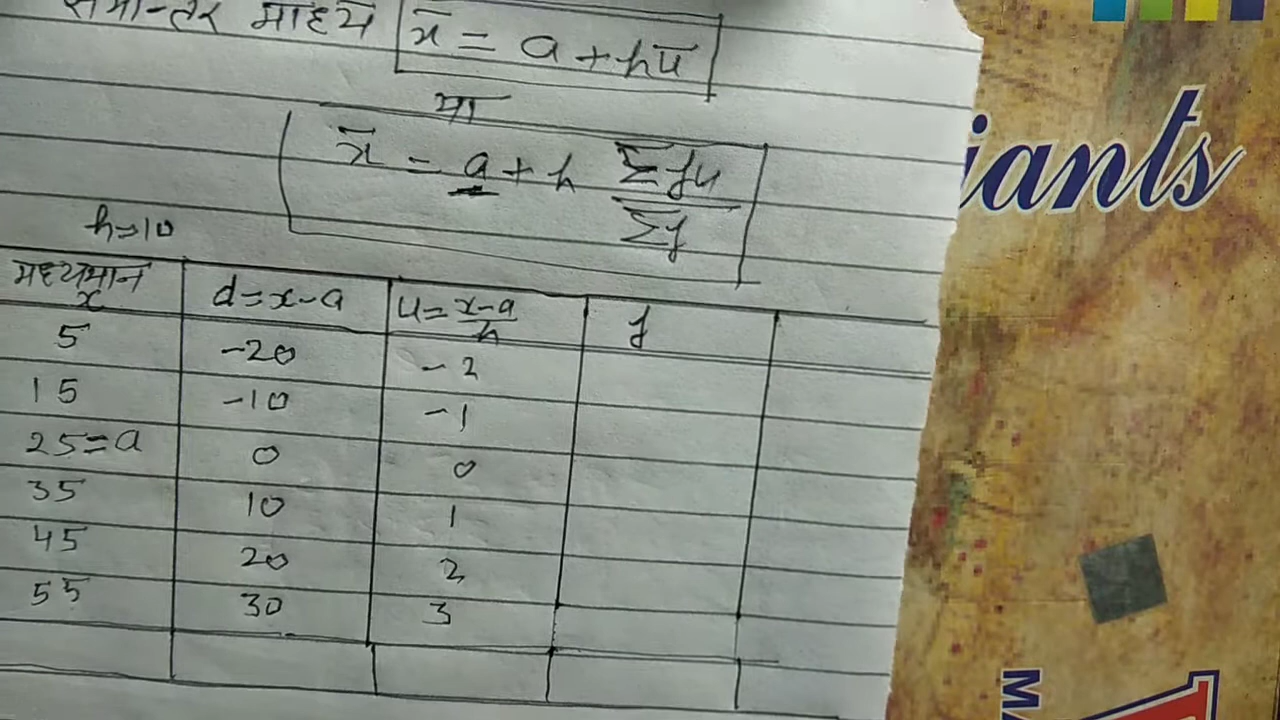 समान्तर माध्य x̄ = a + hū
या
x̄ = a + h Σfu/Σf
h=10
मध्यमान x d=x-a u=x-a/h f
5 -20 -2
15 -10 -1
25=a 0 0
35 10 1
45 20 2
55 30 3
iants
MA